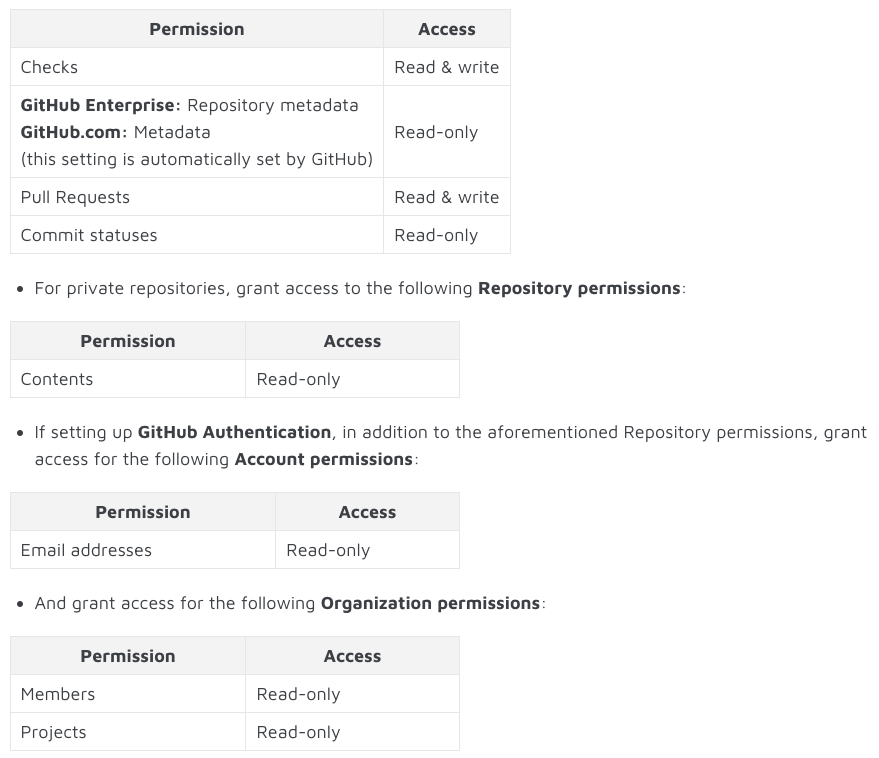 Permission Access
Checks Read & write
GitHub Enterprise: Repository metadata
GitHub.com: Metadata
(this setting is automatically set by GitHub)
Read-only
Pull Requests Read & write
Commit statuses Read-only
• For private repositories, grant access to the following Repository permissions:
Permission Access
Contents Read-only
• If setting up GitHub Authentication, in addition to the aforementioned Repository permissions, grant
access for the following Account permissions:
Permission Access
Email addresses Read-only
• And grant access for the following Organization permissions:
Permission Access
Members Read-only
Projects Read-only